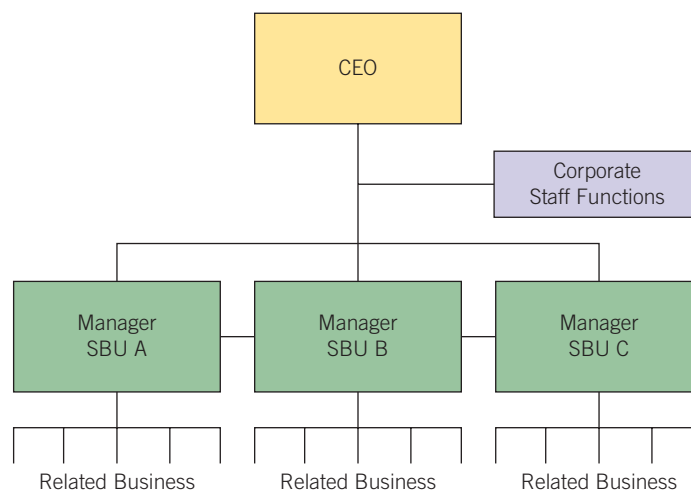 CEO
Corporate
Staff Functions
Manager
SBU A
Manager
SBU B
Manager
SBU C
Related Business
Related Business
Related Business